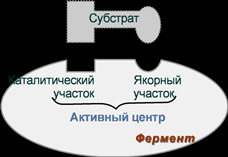 Субстрат
Каталитический Якорный
участок участок
Активный центр
Фермент